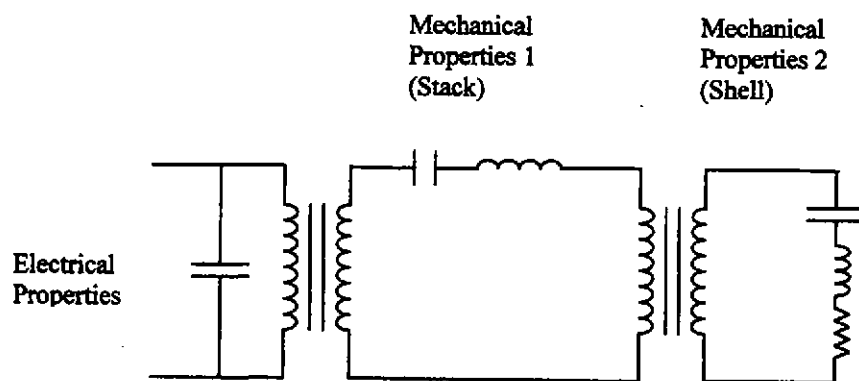 Mechanical
Properties 1
(Stack)
Mechanical
Properties 2
(Shell)
Electrical
Properties